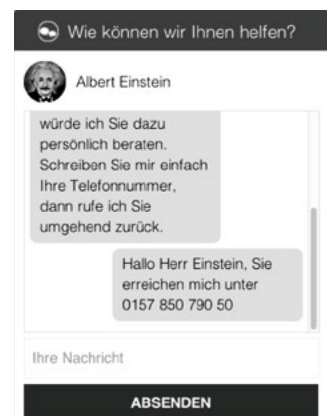 Wie können wir Ihnen helfen?
Albert Einstein
würde ich Sie dazu
persönlich beraten.
Schreiben Sie mir einfach
Ihre Telefonnummer,
dann rufe ich Sie
umgehend zurück.
Hallo Herr Einstein, Sie
erreichen mich unter
0157 850 790 50
Ihre Nachricht
ABSENDEN